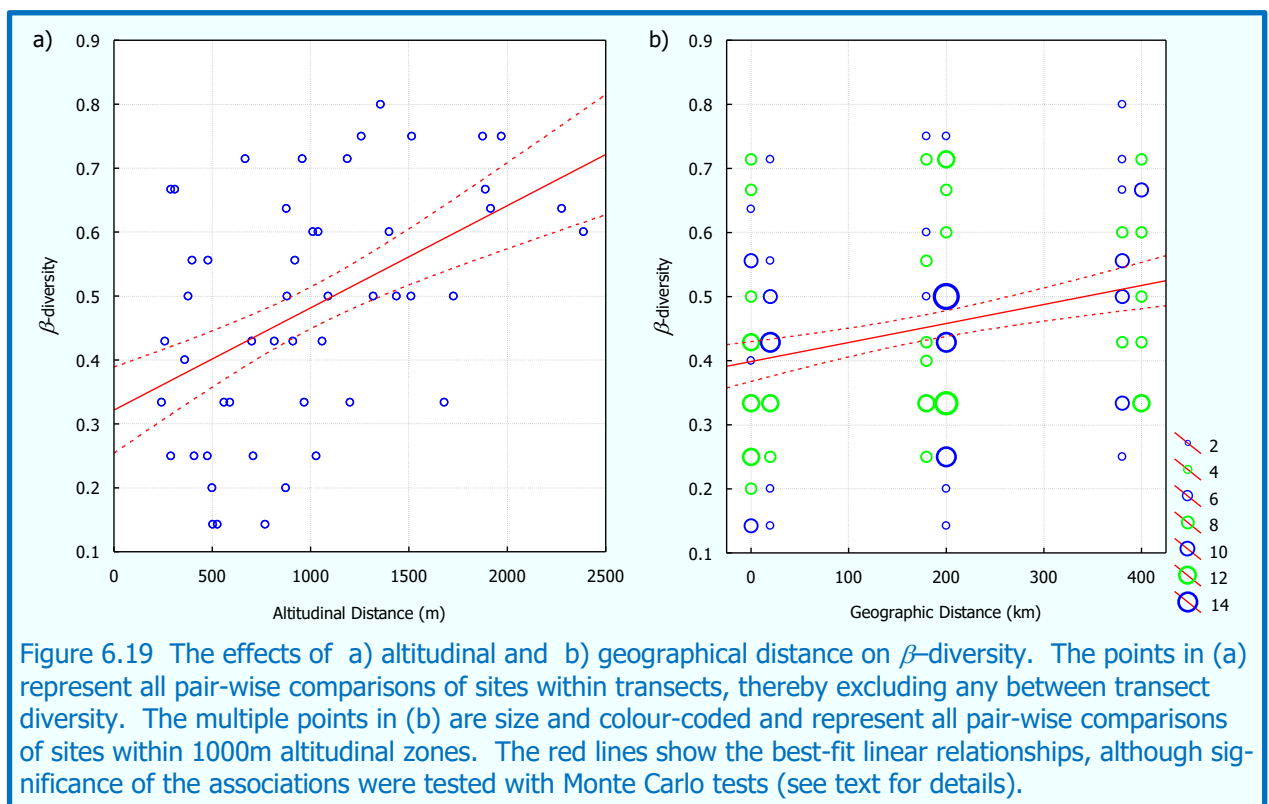 a)
β-diversity
0.9
0.8
0.7
0.6
0.5
0.4
0.3
0.2
0.1
0 500 1000 1500 2000 2500
Altitudinal Distance (m)
b)
β-diversity
0.9
0.8
0.7
0.6
0.5
0.4
0.3
0.2
0.1
0 100 200 300 400
Geographic Distance (km)
2
4
6
8
10
12
14
Figure 6.19 The effects of a) altitudinal and b) geographical distance on β–diversity. The points in (a)
represent all pair-wise comparisons of sites within transects, thereby excluding any between transect
diversity. The multiple points in (b) are size and colour-coded and represent all pair-wise comparisons
of sites within 1000m altitudinal zones. The red lines show the best-fit linear relationships, although sig-
nificance of the associations were tested with Monte Carlo tests (see text for details).